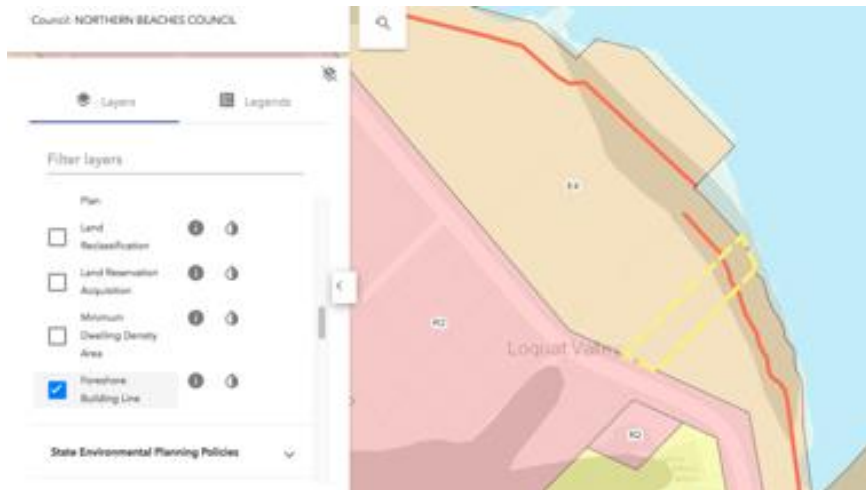 Council: NORTHERN BEACHES COUNCIL
Layers
Legends
Filter layers
Plan
Land
Reclassification
Land Reservation
Acquisition
Minimum
Dwelling Density
Area
Foreshore
Building Line
State Environmental Planning Policies
E4
R2
Loquat Valley
R2